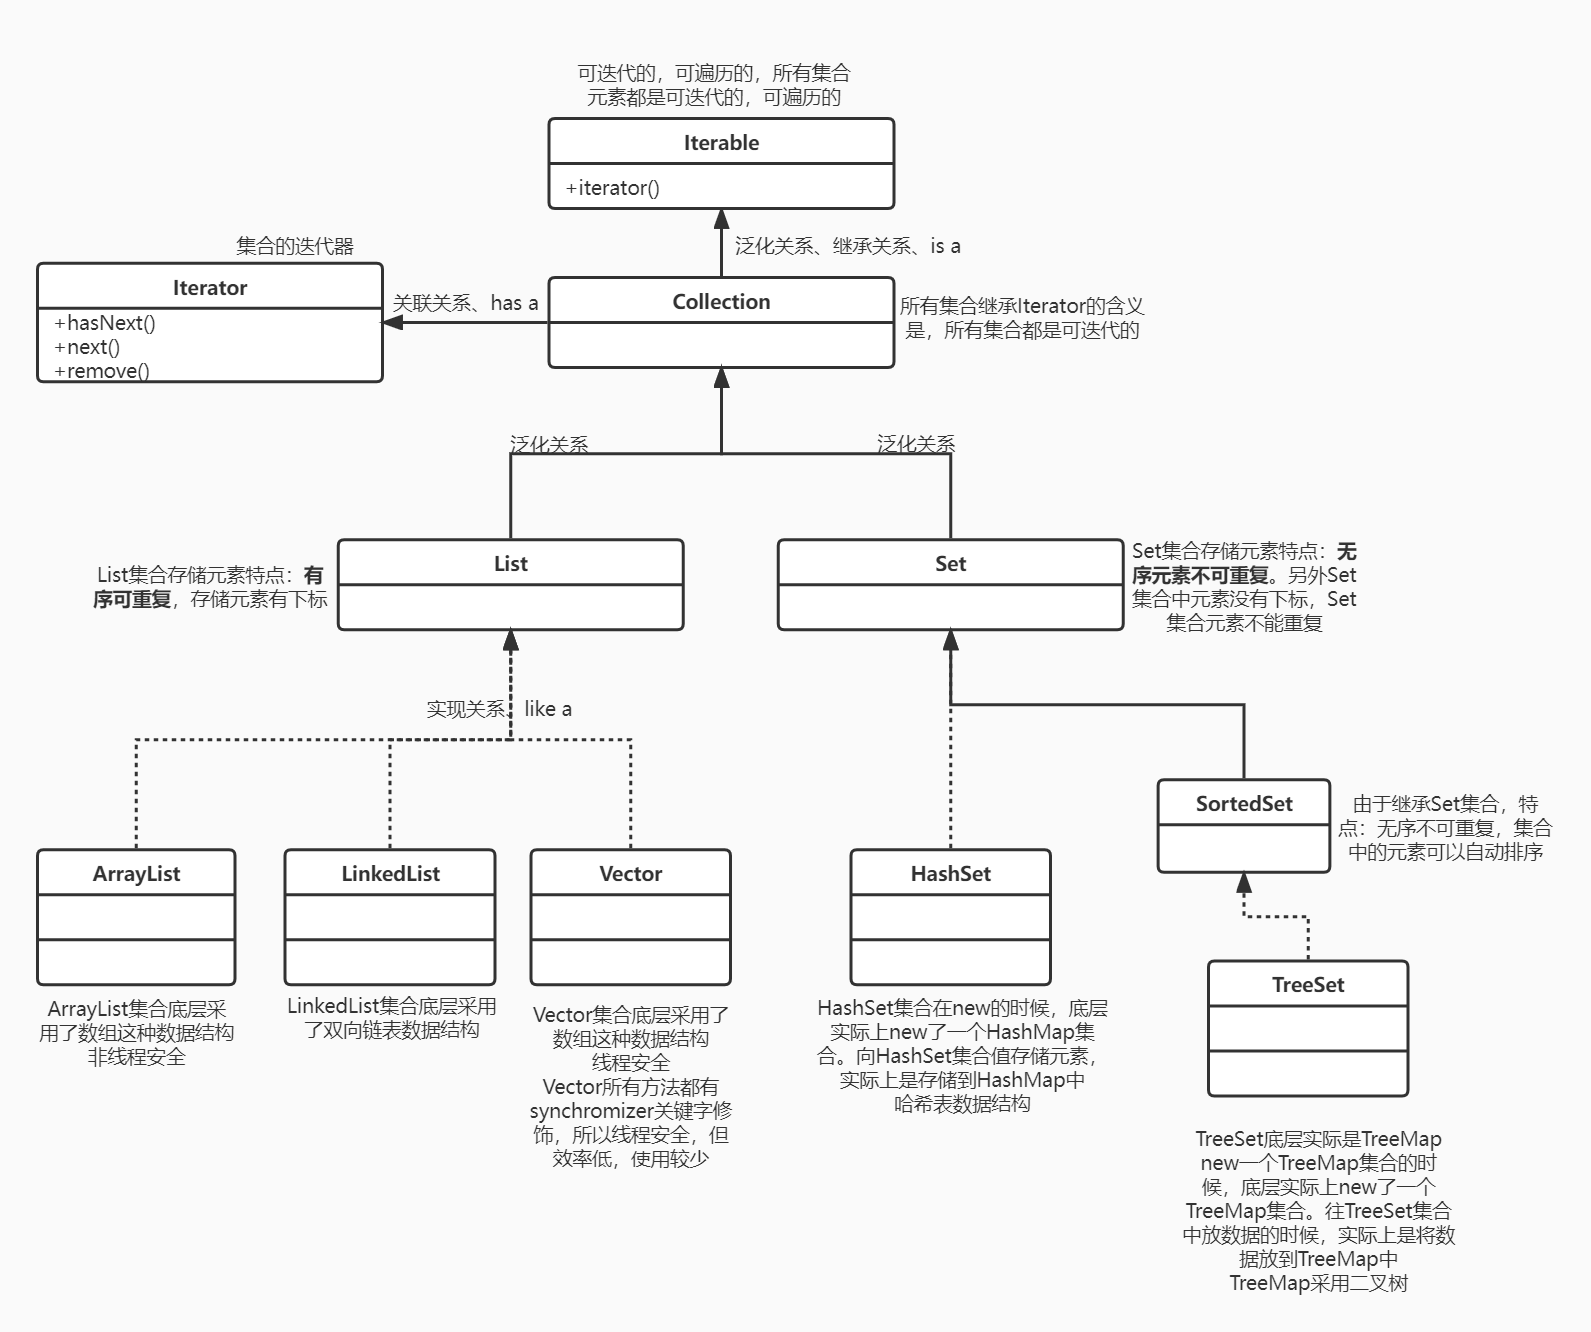 可迭代的，可遍历的，所有集合
元素都是可迭代的，可遍历的
Iterable
+iterator()
泛化关系、继承关系、is a
集合的迭代器
Iterator
+hasNext()
+next()
+remove()
关联关系、has a
Collection
所有集合继承Iterator的含义
是，所有集合都是可迭代的
泛化关系
泛化关系
List集合存储元素特点：有
序可重复，存储元素有下标
List
Set
Set集合存储元素特点：无
序元素不可重复。另外Set
集合中元素没有下标，Set
集合元素不能重复
实现关系、like a
SortedSet
由于继承Set集合，特
点：无序不可重复，集合
中的元素可以自动排序
ArrayList
LinkedList
Vector
HashSet
TreeSet
ArrayList集合底层采
用了数组这种数据结构
非线程安全
LinkedList集合底层采用
了双向链表数据结构
Vector集合底层采用了
数组这种数据结构
线程安全
Vector所有方法都有
synchromizer关键字修
饰，所以线程安全，但
效率低，使用较少
HashSet集合在new的时候，底层
实际上new了一个HashMap集
合。向HashSet集合值存储元素，
实际上是存储到HashMap中
哈希表数据结构
TreeSet底层实际是TreeMap
new一个TreeMap集合的时
候，底层实际上new了一个
TreeMap集合。往TreeSet集合
中放数据的时候，实际上是将数
据放到TreeMap中
TreeMap采用二叉树